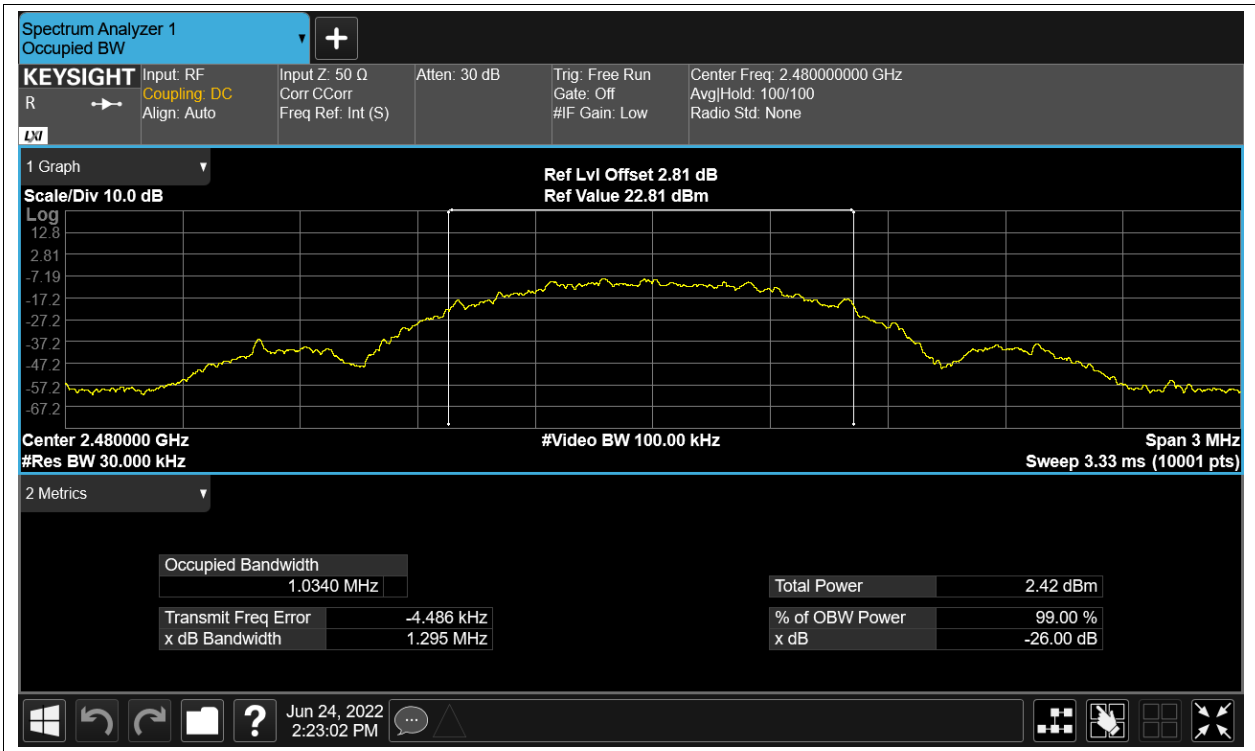 Spectrum Analyzer 1
Occupied BW
KEYSIGHT
R
LXI
Input: RF
Coupling: DC
Align: Auto
Input Z: 50 Ω
Corr CCorr
Freq Ref: Int (S)
Atten: 30 dB
Trig: Free Run
Gate: Off
#IF Gain: Low
Center Freq: 2.480000000 GHz
Avg|Hold: 100/100
Radio Std: None
1 Graph
Scale/Div 10.0 dB
Ref Lvl Offset 2.81 dB
Ref Value 22.81 dBm
Log
12.8
2.81
-7.19
-17.2
-27.2
-37.2
-47.2
-57.2
-67.2
Center 2.480000 GHz
#Video BW 100.00 kHz
Span 3 MHz
#Res BW 30.000 kHz
Sweep 3.33 ms (10001 pts)
2 Metrics
Occupied Bandwidth
1.0340 MHz
Total Power 2.42 dBm
Transmit Freq Error -4.486 kHz
% of OBW Power 99.00 %
x dB Bandwidth 1.295 MHz
x dB -26.00 dB
?
Jun 24, 2022
2:23:02 PM